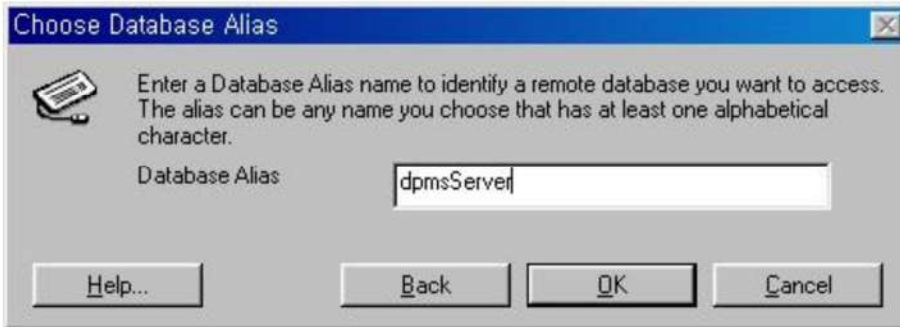 Choose Database Alias
Enter a Database Alias name to identify a remote database you want to access.
The alias can be any name you choose that has at least one alphabetical
character.
Database Alias dpmsServer
Help... Back OK Cancel